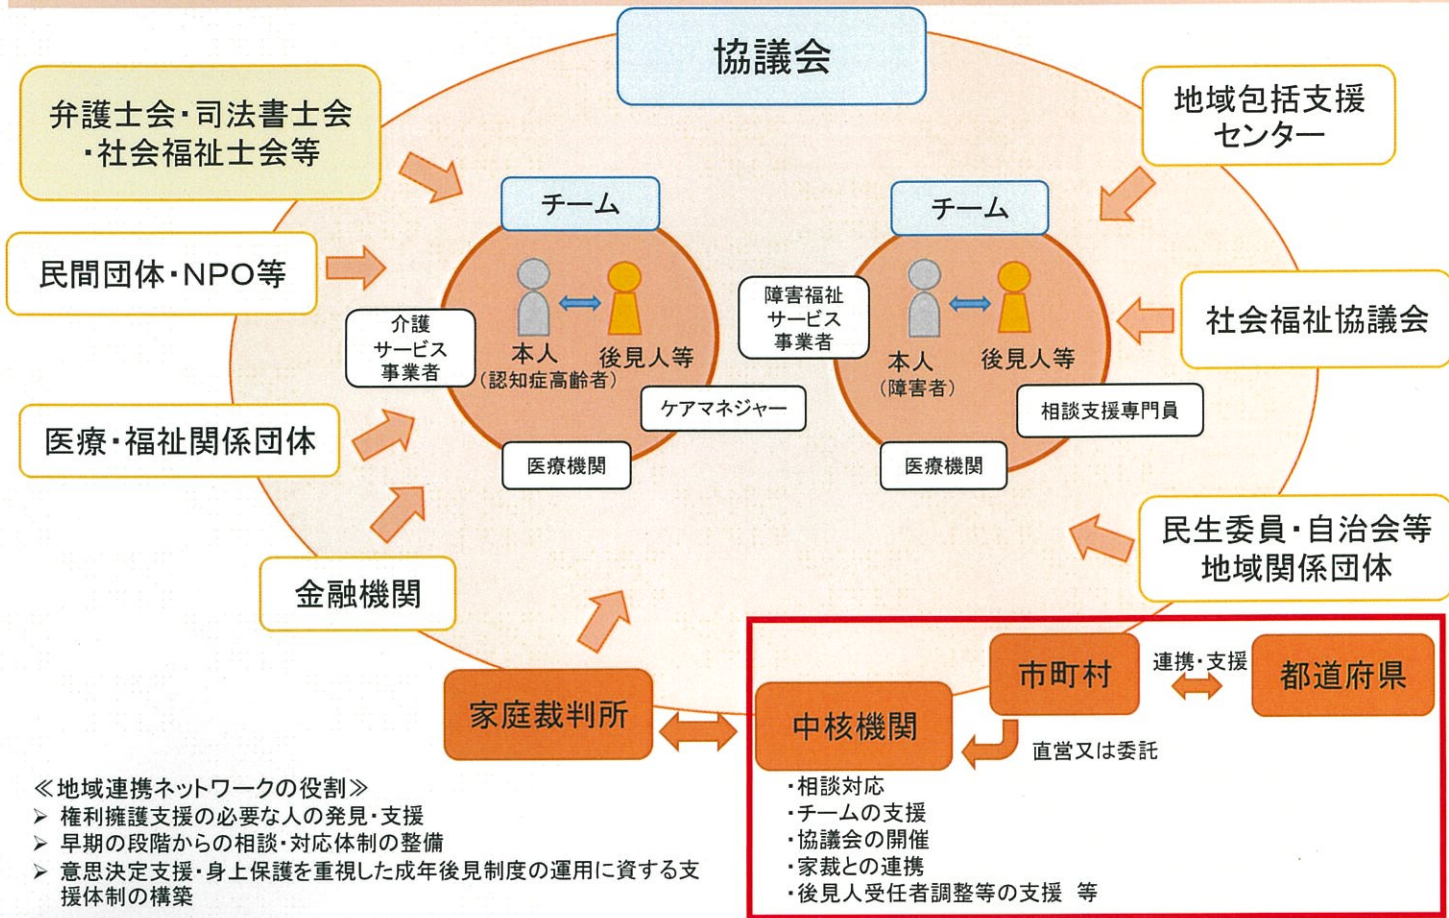 協議会
弁護士会・司法書士会
・社会福祉士会等
地域包括支援
センター
チーム
チーム
民間団体・NPO等
介護
サービス
事業者
本人
(認知症高齢者)
後見人等
ケアマネジャー
医療機関
障害福祉
サービス
事業者
本人
(障害者)
後見人等
相談支援専門員
医療機関
社会福祉協議会
医療・福祉関係団体
金融機関
民生委員・自治会等
地域関係団体
家庭裁判所
中核機関
市町村
連携・支援
都道府県
直営又は委託
・相談対応
・チームの支援
・協議会の開催
・家裁との連携
・後見人受任者調整等の支援 等
≪地域連携ネットワークの役割≫
➢ 権利擁護支援の必要な人の発見・支援
➢ 早期の段階からの相談・対応体制の整備
➢ 意思決定支援・身上保護を重視した成年後見制度の運用に資する支
援体制の構築